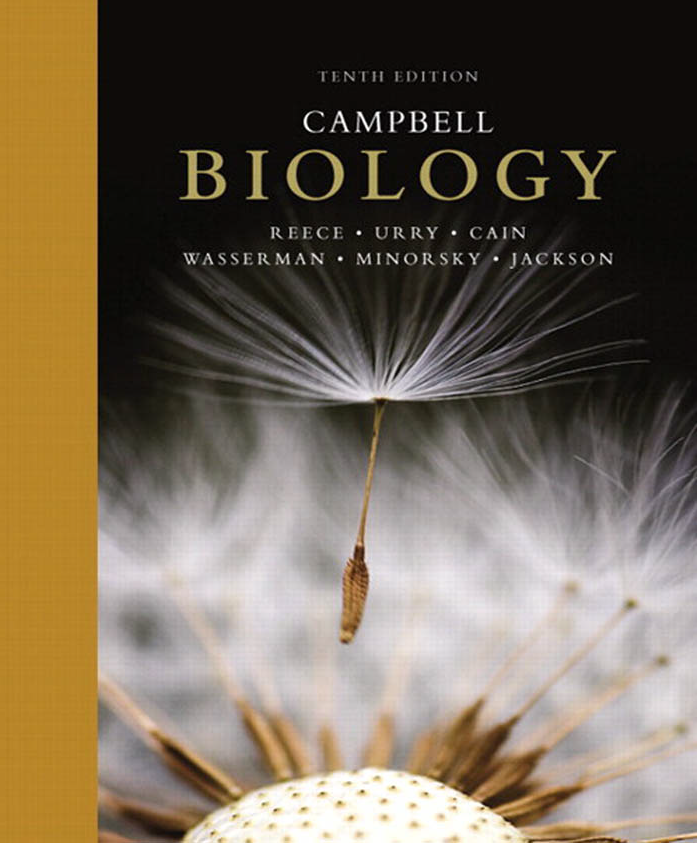 TENTH EDITION
CAMPBELL
BIOLOGY
REECE • URRY • CAIN
WASSERMAN • MINORSKY • JACKSON